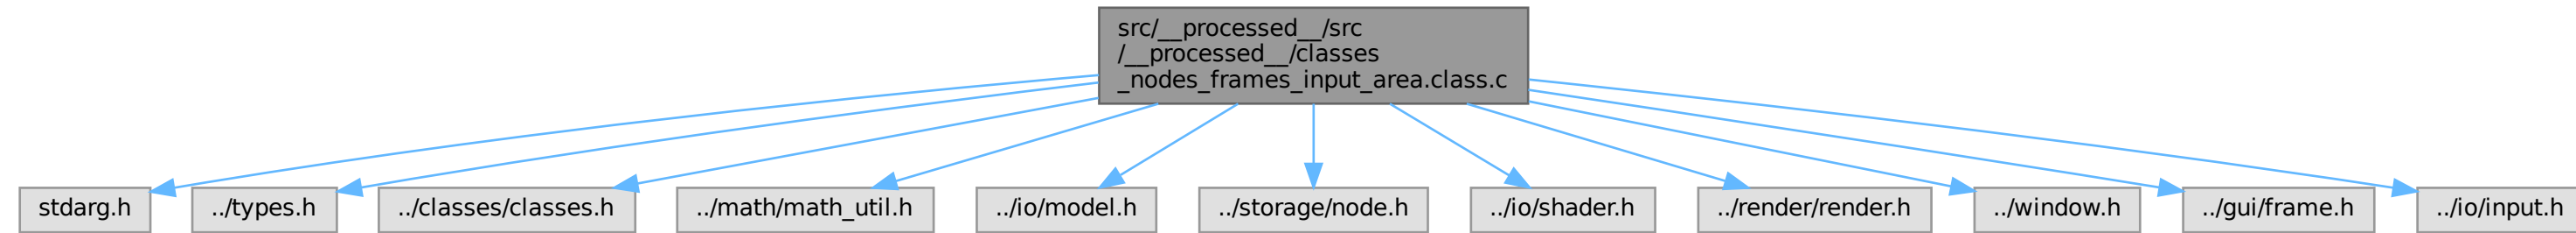 src/__processed__/src
/__processed__/classes
_nodes_frames_input_area.class.c
stdarg.h
../types.h
../classes/classes.h
../math/math_util.h
../io/model.h
../storage/node.h
../io/shader.h
../render/render.h
../window.h
../gui/frame.h
../io/input.h